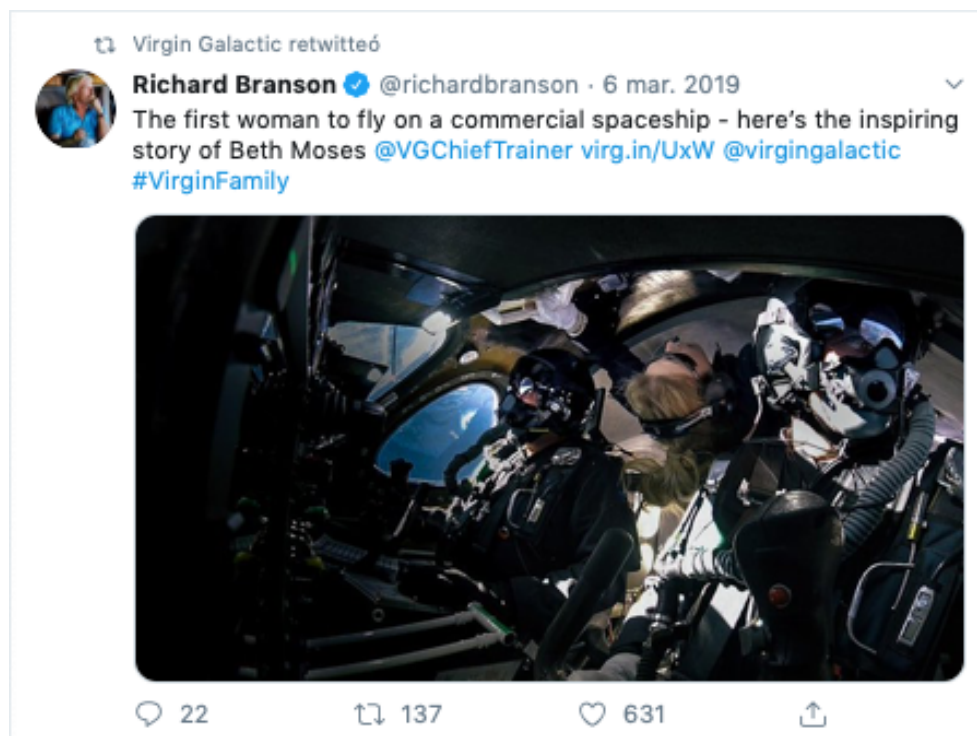 Virgin Galactic retwitteó
Richard Branson @richardbranson · 6 mar. 2019
The first woman to fly on a commercial spaceship - here's the inspiring
story of Beth Moses @VGChiefTrainer virg.in/UxW @virgingalactic
#VirginFamily
22 137 631